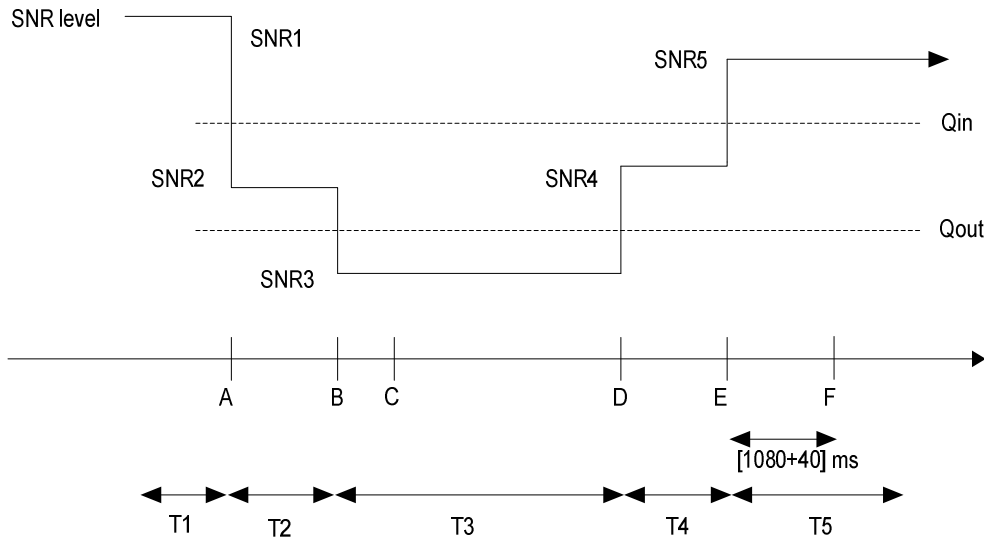 SNR level
SNR1
SNR5
Qin
SNR2
SNR4
Qout
SNR3
A B C D E F
[1080+40] ms
T1 T2 T3 T4 T5